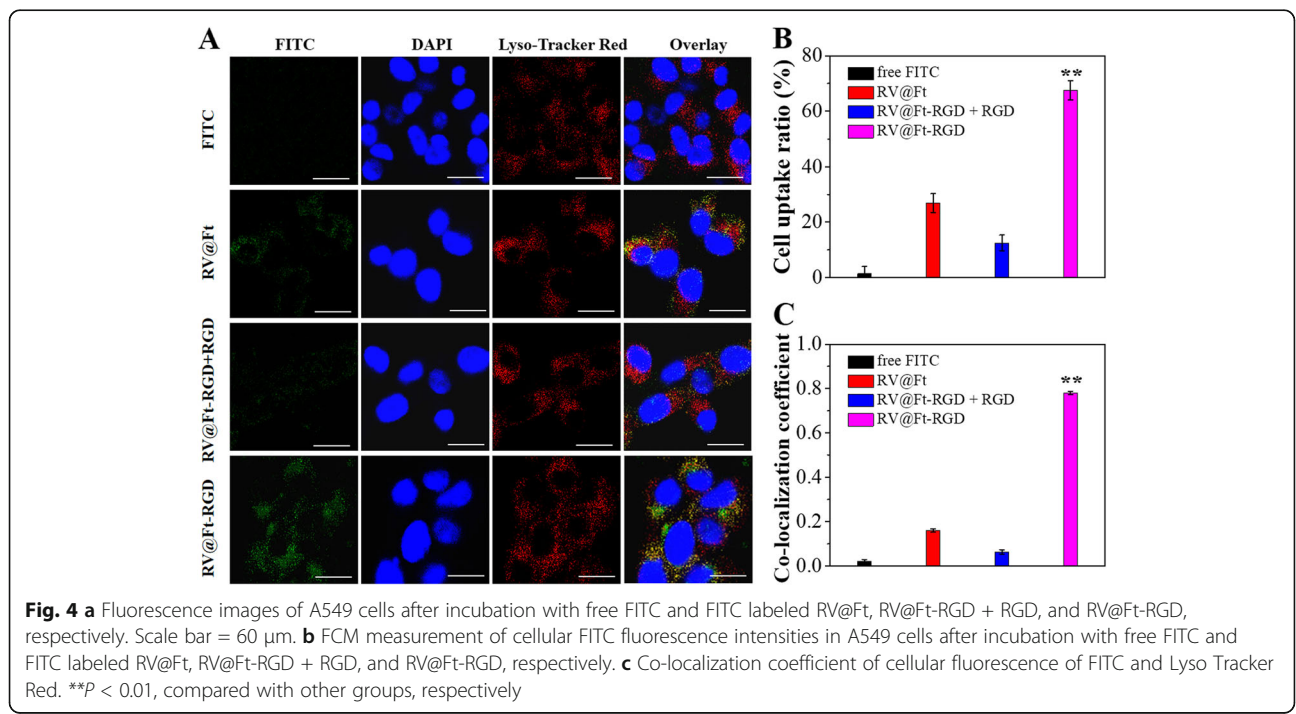 A
FITC DAPI Lyso-Tracker Red Overlay
FITC
RV@Ft
RV@Ft-RGD+RGD
RV@Ft-RGD
B
Cell uptake ratio (%)
80
60
40
20
0
free FITC
RV@Ft
RV@Ft-RGD + RGD
RV@Ft-RGD
**
C
Co-localization coefficient
1.0
0.8
0.6
0.4
0.2
0.0
free FITC
RV@Ft
RV@Ft-RGD + RGD
RV@Ft-RGD
**
Fig. 4 a Fluorescence images of A549 cells after incubation with free FITC and FITC labeled RV@Ft, RV@Ft-RGD + RGD, and RV@Ft-RGD,
respectively. Scale bar = 60 μm. b FCM measurement of cellular FITC fluorescence intensities in A549 cells after incubation with free FITC and
FITC labeled RV@Ft, RV@Ft-RGD + RGD, and RV@Ft-RGD, respectively. c Co-localization coefficient of cellular fluorescence of FITC and Lyso Tracker
Red. **P < 0.01, compared with other groups, respectively